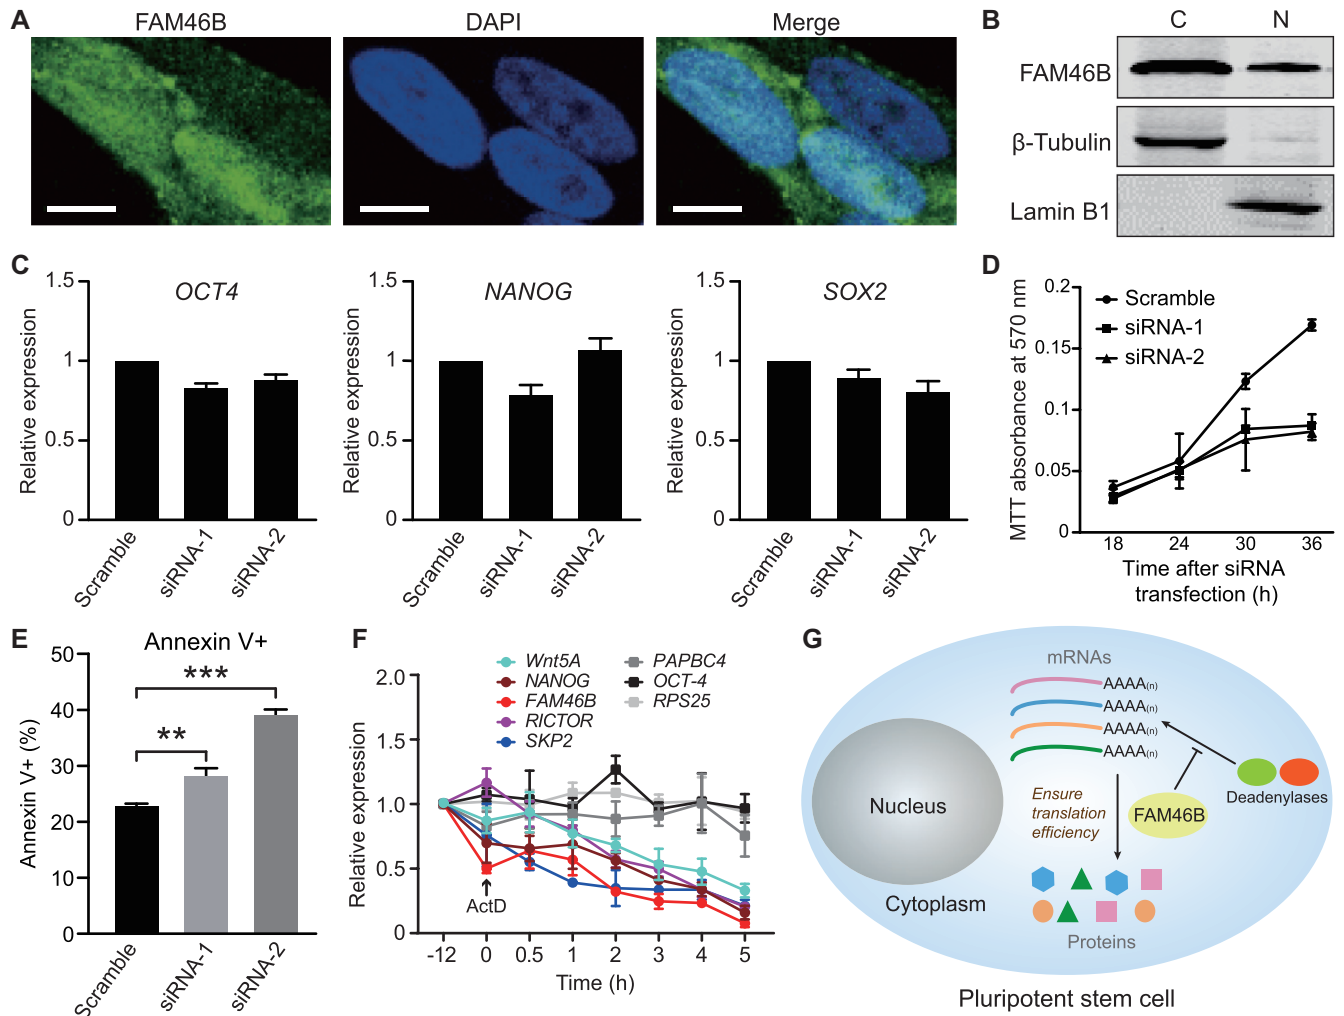 A
FAM46B
DAPI
Merge
B
C
N
FAM46B
β-Tubulin
Lamin B1
C
OCT4
Relative expression
1.5
1
0.5
0
Scramble
siRNA-1
siRNA-2
NANOG
Relative expression
1.5
1
0.5
0
Scramble
siRNA-1
siRNA-2
SOX2
Relative expression
1.5
1
0.5
0
Scramble
siRNA-1
siRNA-2
D
MTT absorbance at 570 nm
0.2
0.15
0.1
0.05
0
Scramble
siRNA-1
siRNA-2
18 24 30 36
Time after siRNA
transfection (h)
E
Annexin V+
Annexin V+ (%)
50
40
30
20
10
0
***
**
Scramble
siRNA-1
siRNA-2
F
Relative expression
2.0
1.0
0.5
0
Wnt5A
NANOG
FAM46B
RICTOR
SKP2
PAPBC4
OCT-4
RPS25
ActD
-12 0 0.5 1 2 3 4 5
Time (h)
G
mRNAs
AAAA(n)
AAAA(n)
AAAA(n)
AAAA(n)
Nucleus
Ensure
translation
efficiency
FAM46B
Deadenylases
Cytoplasm
Proteins
Pluripotent stem cell